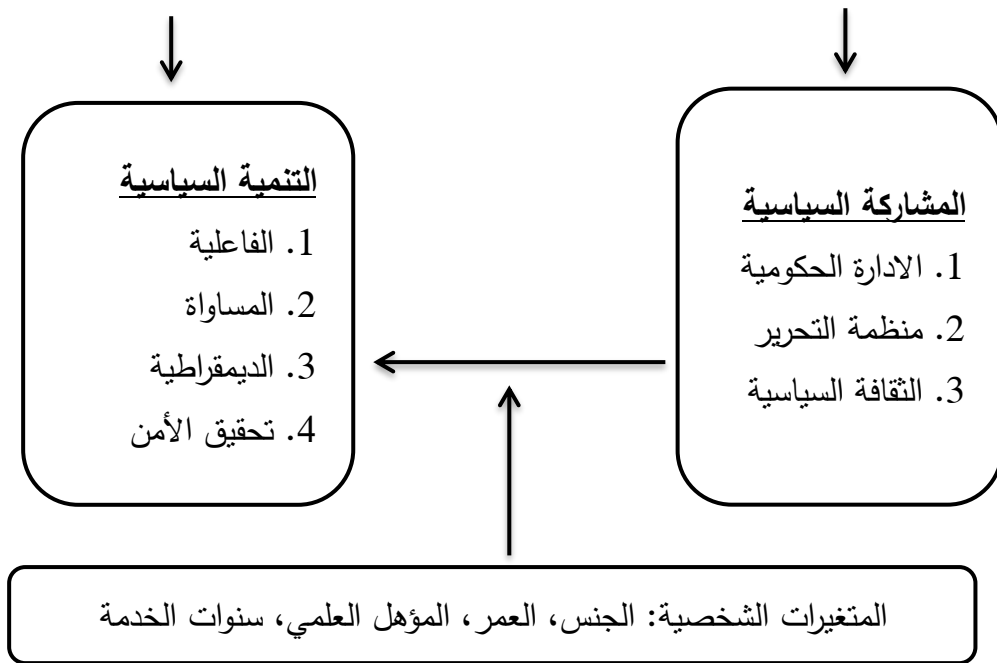 المشاركة السياسية
1. الادارة الحكومية
2. منظمة التحرير
3. الثقافة السياسية
التنمية السياسية
1. الفاعلية
2. المساواة
3. الديمقراطية
4. تحقيق الأمن
المتغيرات الشخصية: الجنس، العمر، المؤهل العلمي، سنوات الخدمة